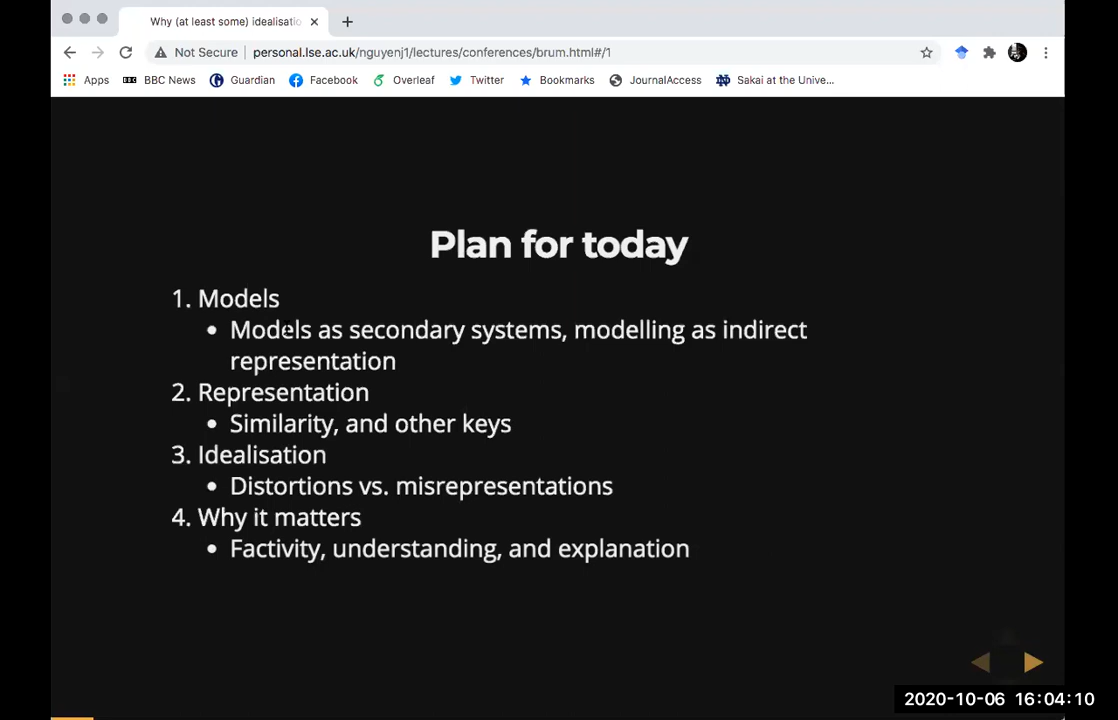 Why (at least some) idealisatio
Not Secure personal.lse.ac.uk/nguyenj1/lectures/conferences/brum.html#/1
Apps BBC News Guardian Facebook Overleaf Twitter Bookmarks JournalAccess Sakai at the Unive...
Plan for today
1. Models
• Models as secondary systems, modelling as indirect
representation
2. Representation
• Similarity, and other keys
3. Idealisation
• Distortions vs. misrepresentations
4. Why it matters
• Factivity, understanding, and explanation
2020-10-06 16:04:10